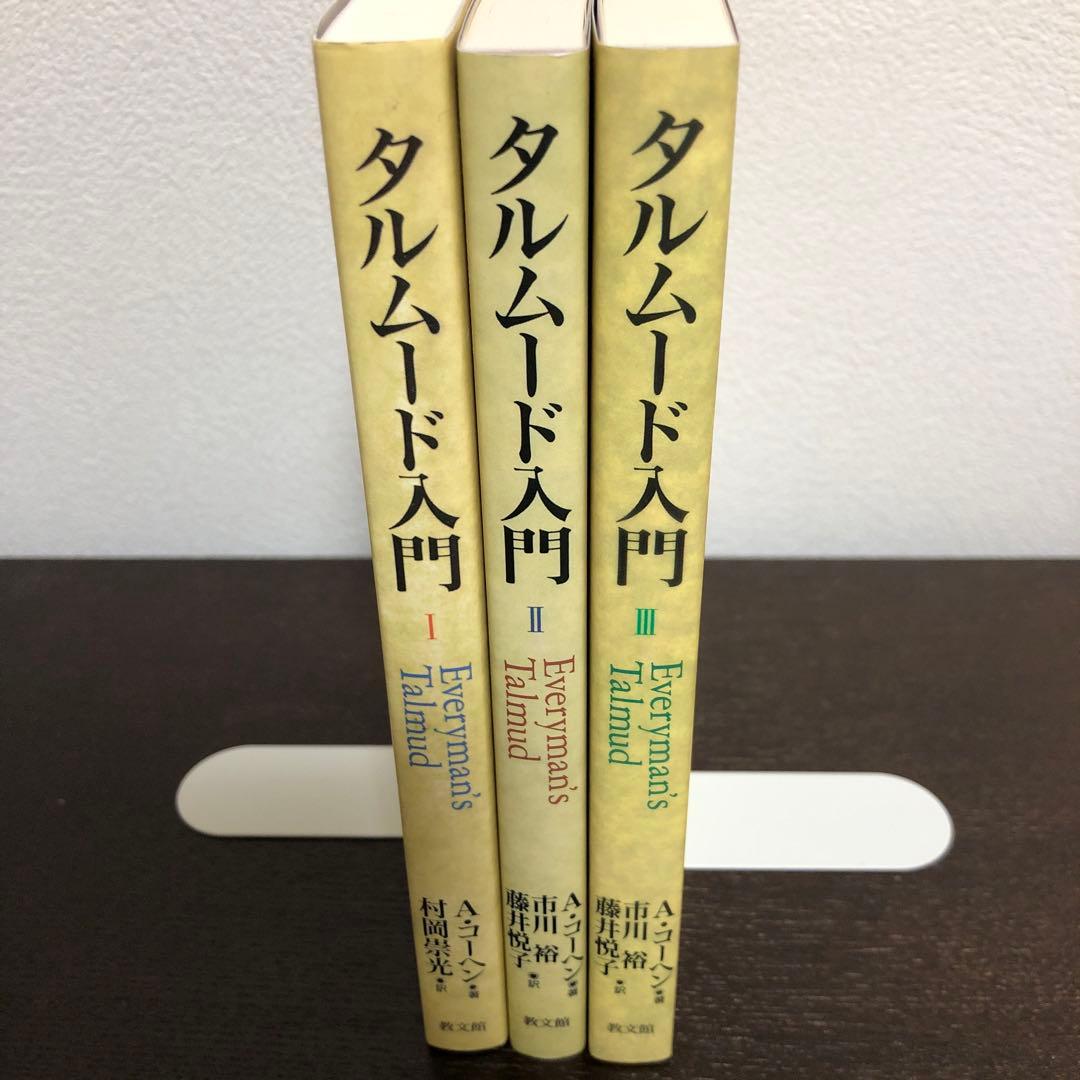 タルムード入門
I
Everyman's
Talmud
A・コーヘン●著
村岡崇光●訳
教文館
タルムード入門
II
Everyman's
Talmud
A・コーヘン●著
市川 裕
藤井悦子●訳
教文館
タルムード入門
III
Everyman's
Talmud
A・コーヘン●著
市川 裕
藤井悦子●訳
教文館